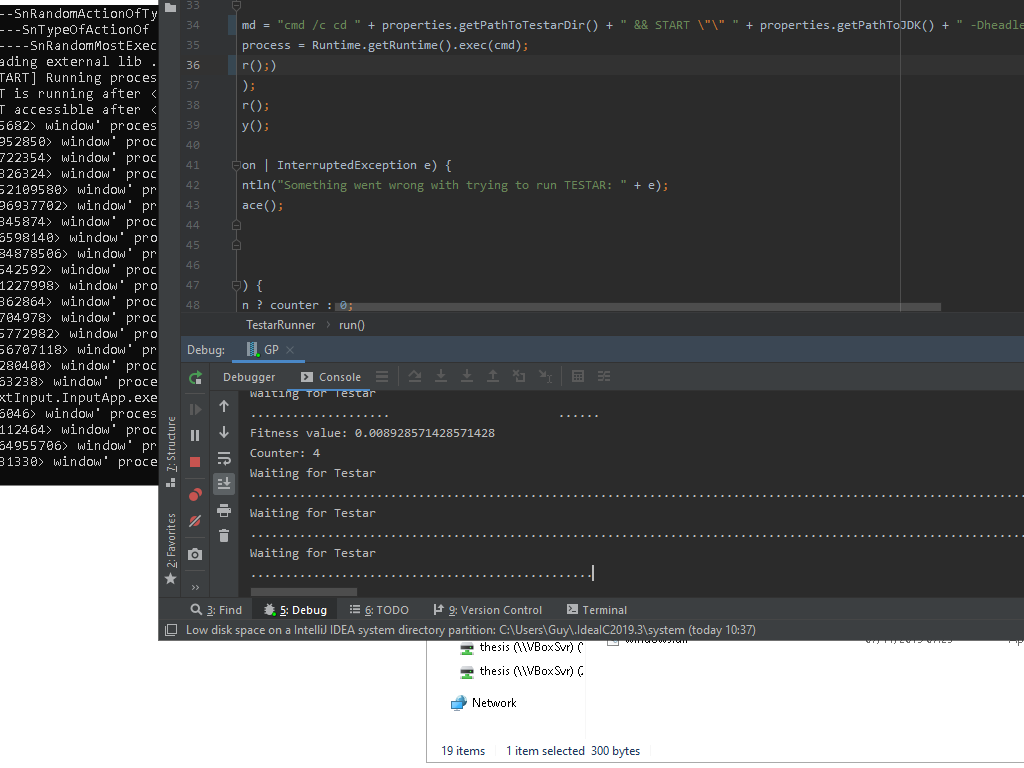 --SnRandomActionOfTy
---SnTypeOfActionOf
----SnRandomMostExec
ading external lib .
TART] Running proces
T is running after <
T accessible after <
5682> window' proces
952850> window' proc
722354> window' proc
326324> window' proc
52109580> window' pr
96937702> window' pr
345874> window' proc
6598140> window' pro
84878506> window' pr
542592> window' proc
1227998> window' pro
362864> window' proc
704978> window' proc
5772982> window' pro
56707118> window' pr
280400> window' proc
63238> window' proce
xtInput.InputApp.exe
6046> window' proces
112464> window' proc
64955706> window' pr
31330> window' proce
33
34 md = "cmd /c cd " + properties.getPathToTestarDir() + " && START \"\" " + properties.getPathToJDK() + " -Dheadle
35 process = Runtime.getRuntime().exec(cmd);
36 r();)
37 );
38 r();
39 y();
40
41 on | InterruptedException e) {
42 ntln("Something went wrong with trying to run TESTAR: " + e);
43 ace();
44
45
46
47 ) {
48 n ? counter : 0;
TestarRunner › run()
Debug: GP
Debugger Console
Waiting for Testar
.................... ......
Fitness value: 0.008928571428571428
Counter: 4
Waiting for Testar
................................................................................................................
Waiting for Testar
................................................................................................................
Waiting for Testar
.................................................
7: Structure
2: Favorites
3: Find 5: Debug 6: TODO 9: Version Control Terminal
Low disk space on a IntelliJ IDEA system directory partition: C:\Users\Guy\.IdeaIC2019.3\system (today 10:37)
thesis (\\VBoxSvr) (
thesis (\\VBoxSvr) (
Network
19 items 1 item selected 300 bytes